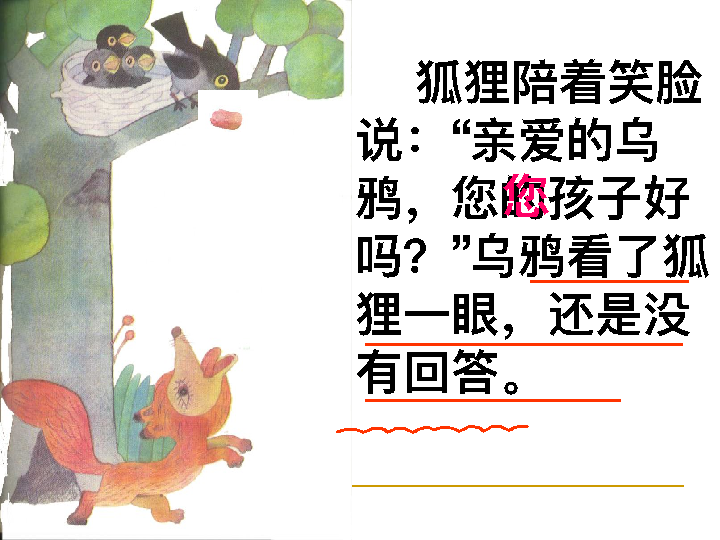 狐狸陪着笑脸
说：“亲爱的乌
鸦，您的孩子好
吗？”乌鸦看了狐
狸一眼，还是没
有回答。
您